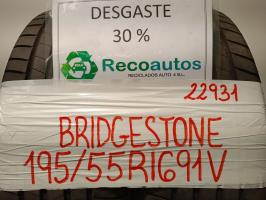 DESGASTE
30 %
Recoautos
RECICLADOS AUTO 4 S.L.
22931
BRIDGESTONE
195/55R1691V